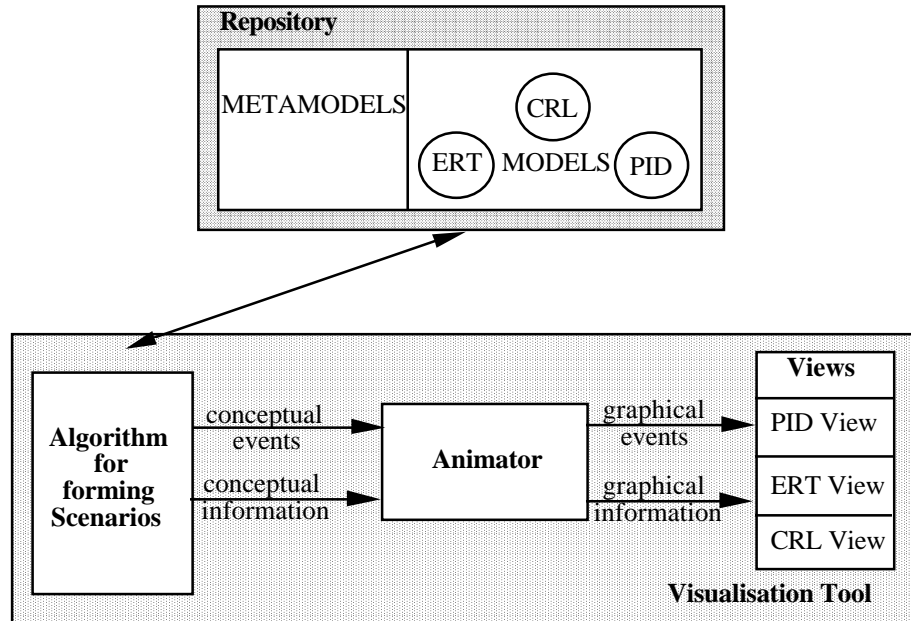 Repository
METAMODELS
CRL
ERT
MODELS
PID
Algorithm
for
forming
Scenarios
conceptual
events
conceptual
information
Animator
graphical
events
graphical
information
Views
PID View
ERT View
CRL View
Visualisation Tool